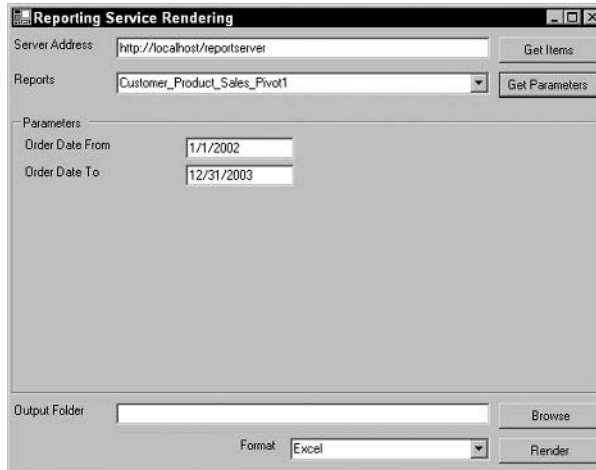 Reporting Service Rendering
Server Address http://localhost/reportserver Get Items
Reports Customer_Product_Sales_Pivot1 Get Parameters
Parameters
Order Date From 1/1/2002
Order Date To 12/31/2003
Output Folder Browse
Format Excel Render